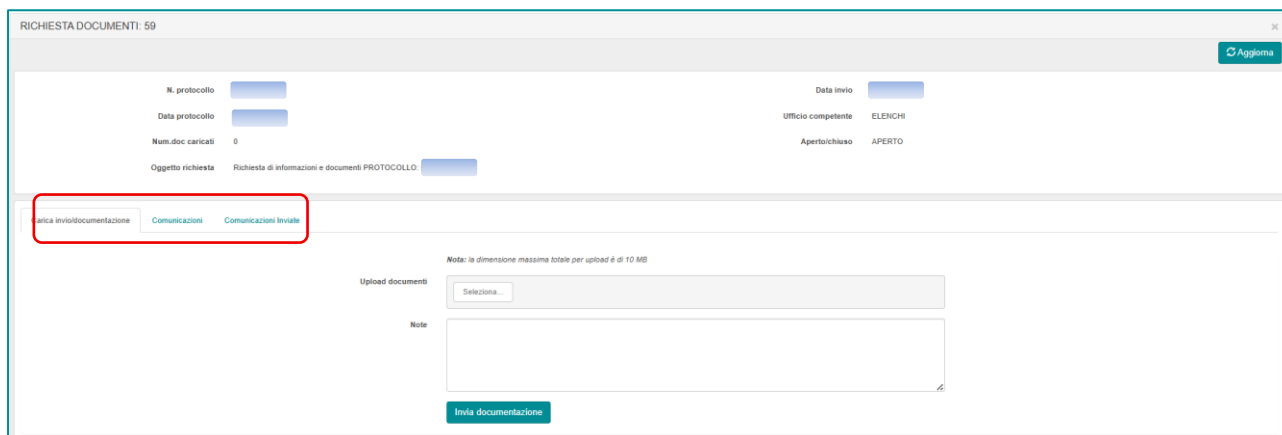 RICHIESTA DOCUMENTI: 59
×
Aggiorna
N. protocollo
Data invio
Data protocollo
Ufficio competente ELENCHI
Num.doc caricati 0
Aperto/chiuso APERTO
Oggetto richiesta Richiesta di informazioni e documenti PROTOCOLLO:
Carica invio/documentazione Comunicazioni Comunicazioni Inviate
Nota: la dimensione massima totale per upload è di 10 MB
Upload documenti Seleziona...
Note
Invia documentazione